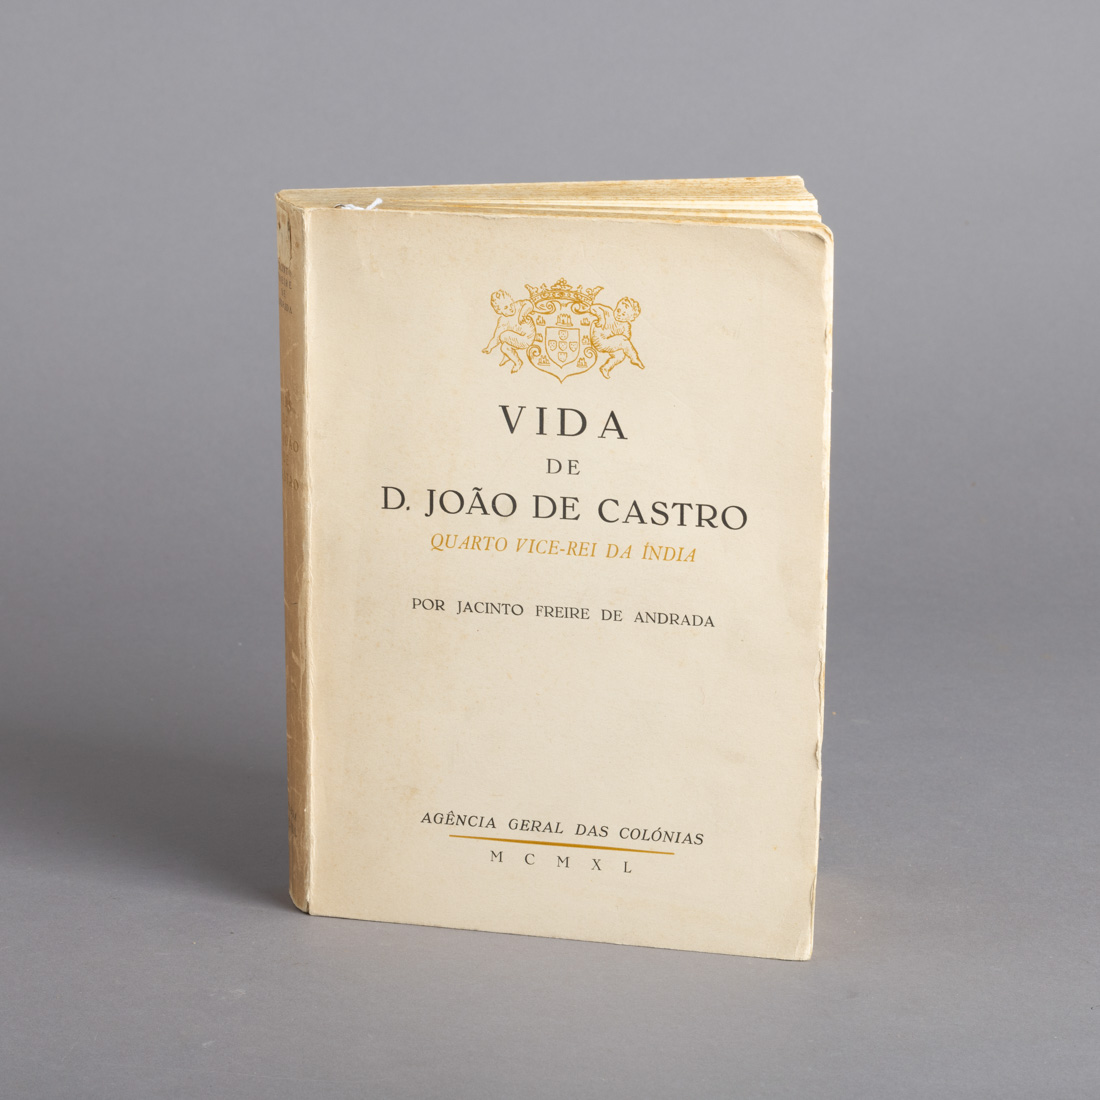 VIDA
DE
D. JOÃO DE CASTRO
QUARTO VICE-REI DA ÍNDIA
POR JACINTO FREIRE DE ANDRADA
AGÊNCIA GERAL DAS COLÓNIAS
MCMXL